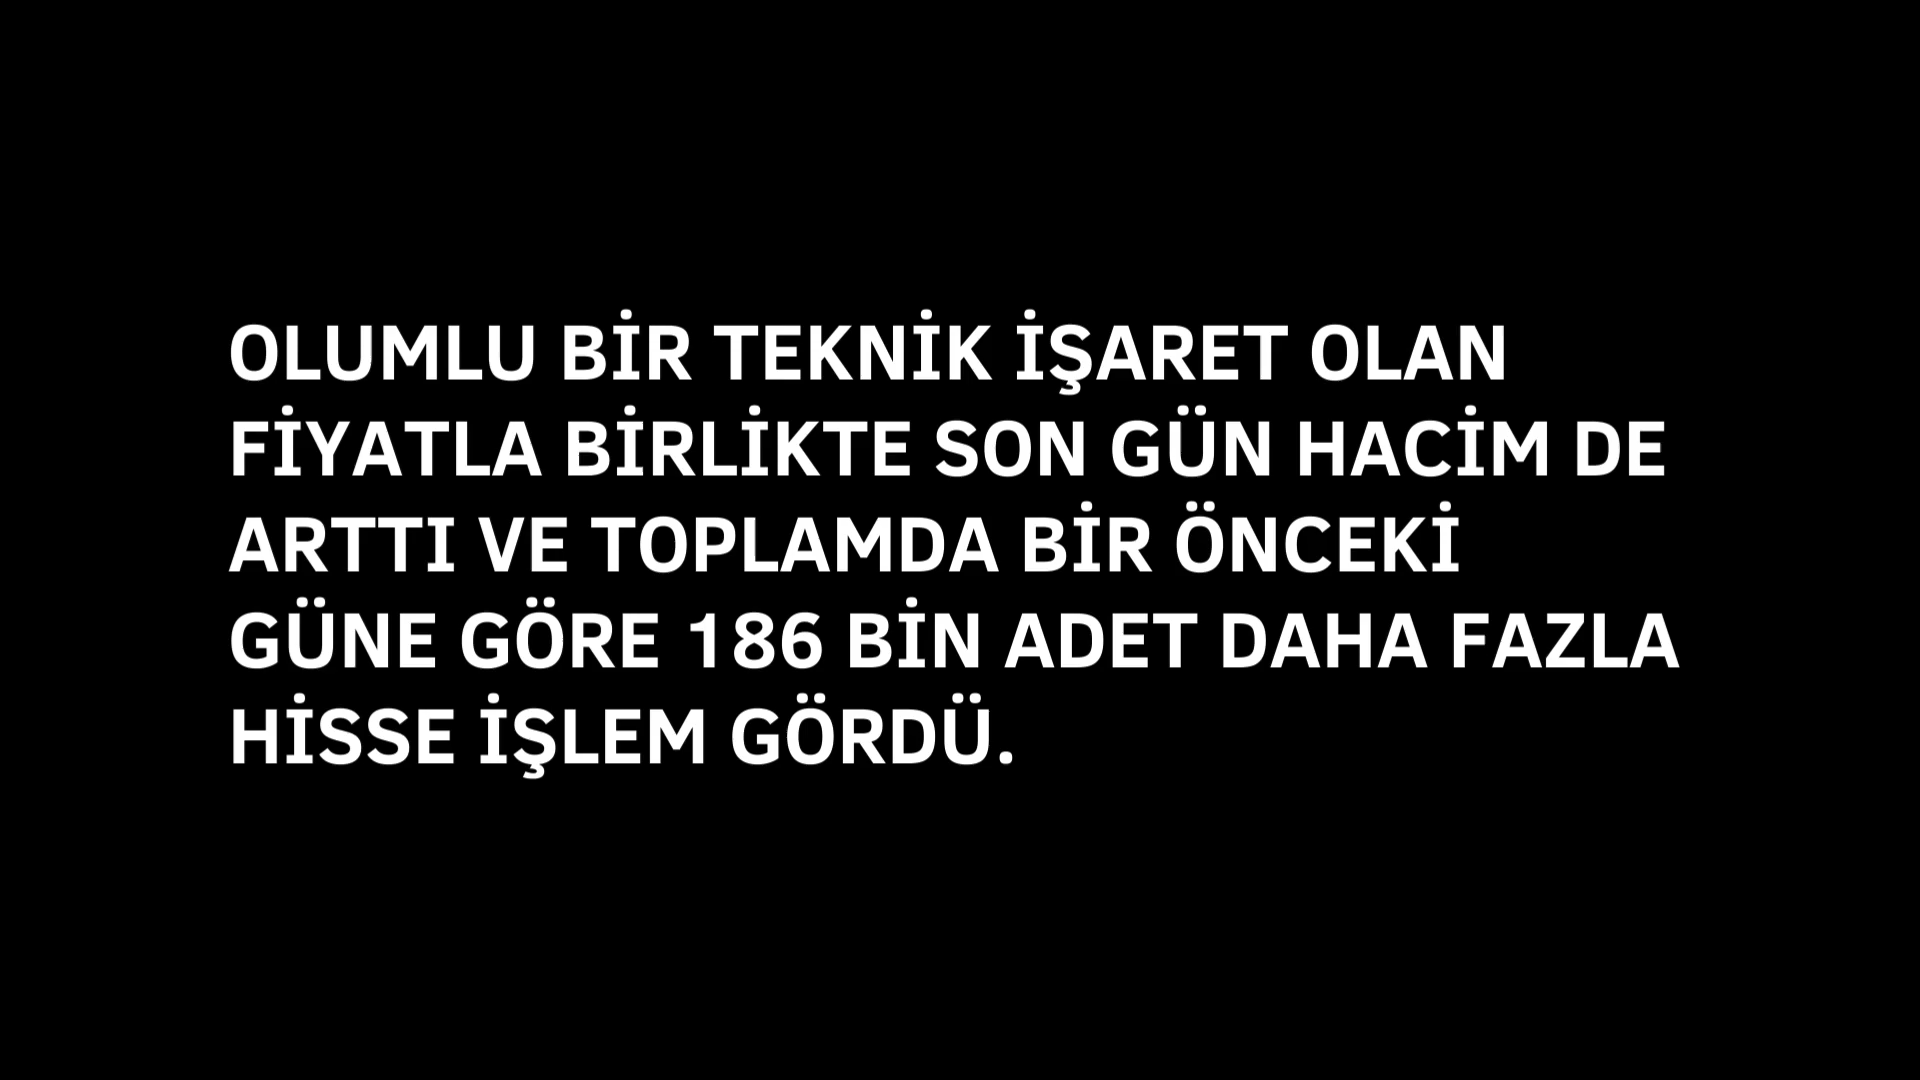 OLUMLU BİR TEKNİK İŞARET OLAN
FİYATLA BİRLİKTE SON GÜN HACİM DE
ARTTI VE TOPLAMDA BİR ÖNCEKİ
GÜNE GÖRE 186 BİN ADET DAHA FAZLA
HİSSE İŞLEM GÖRDÜ.